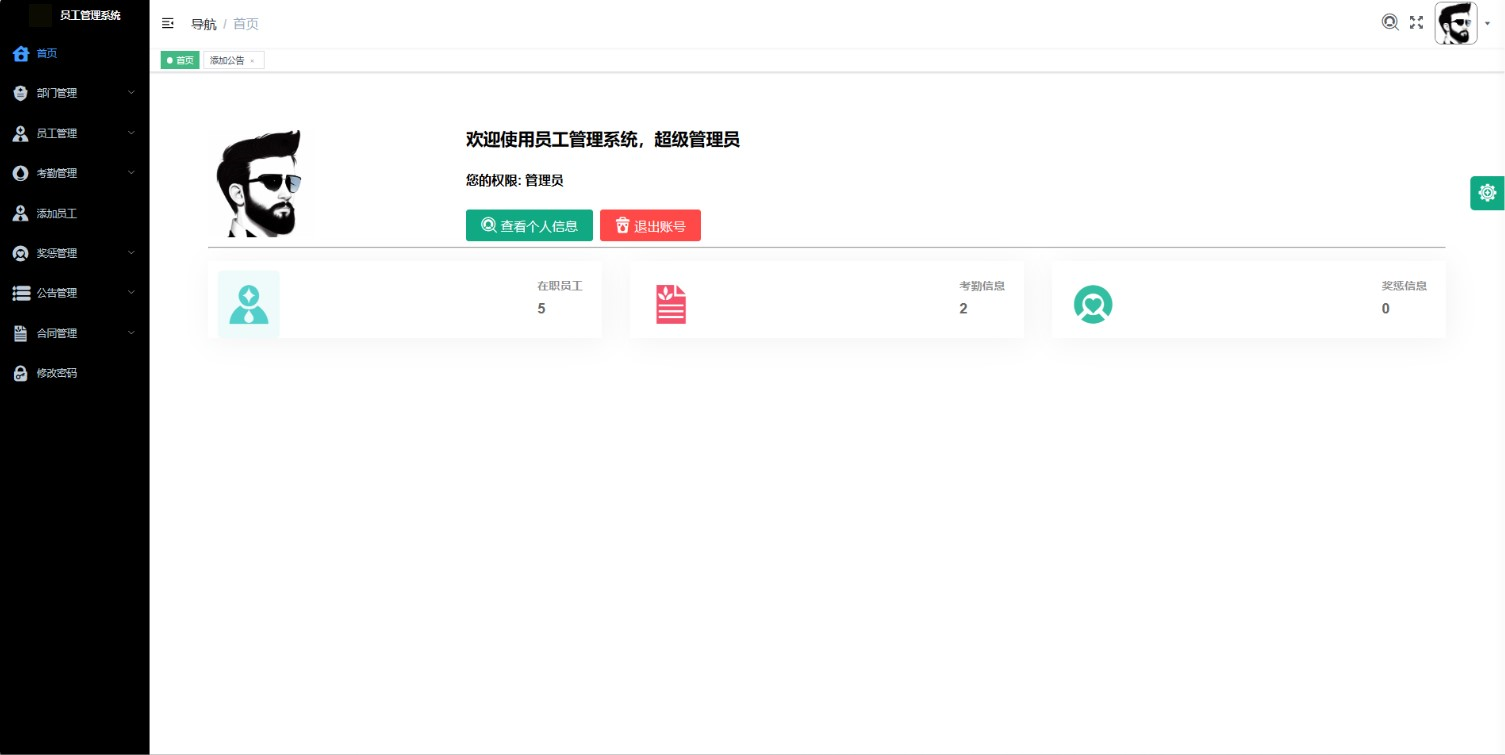 员工管理系统
首页
部门管理
员工管理
考勤管理
添加员工
奖惩管理
公告管理
合同管理
修改密码
导航 / 首页
首页
添加公告 ×
欢迎使用员工管理系统，超级管理员
您的权限: 管理员
查看个人信息 退出账号
在职员工
5
考勤信息
2
奖惩信息
0